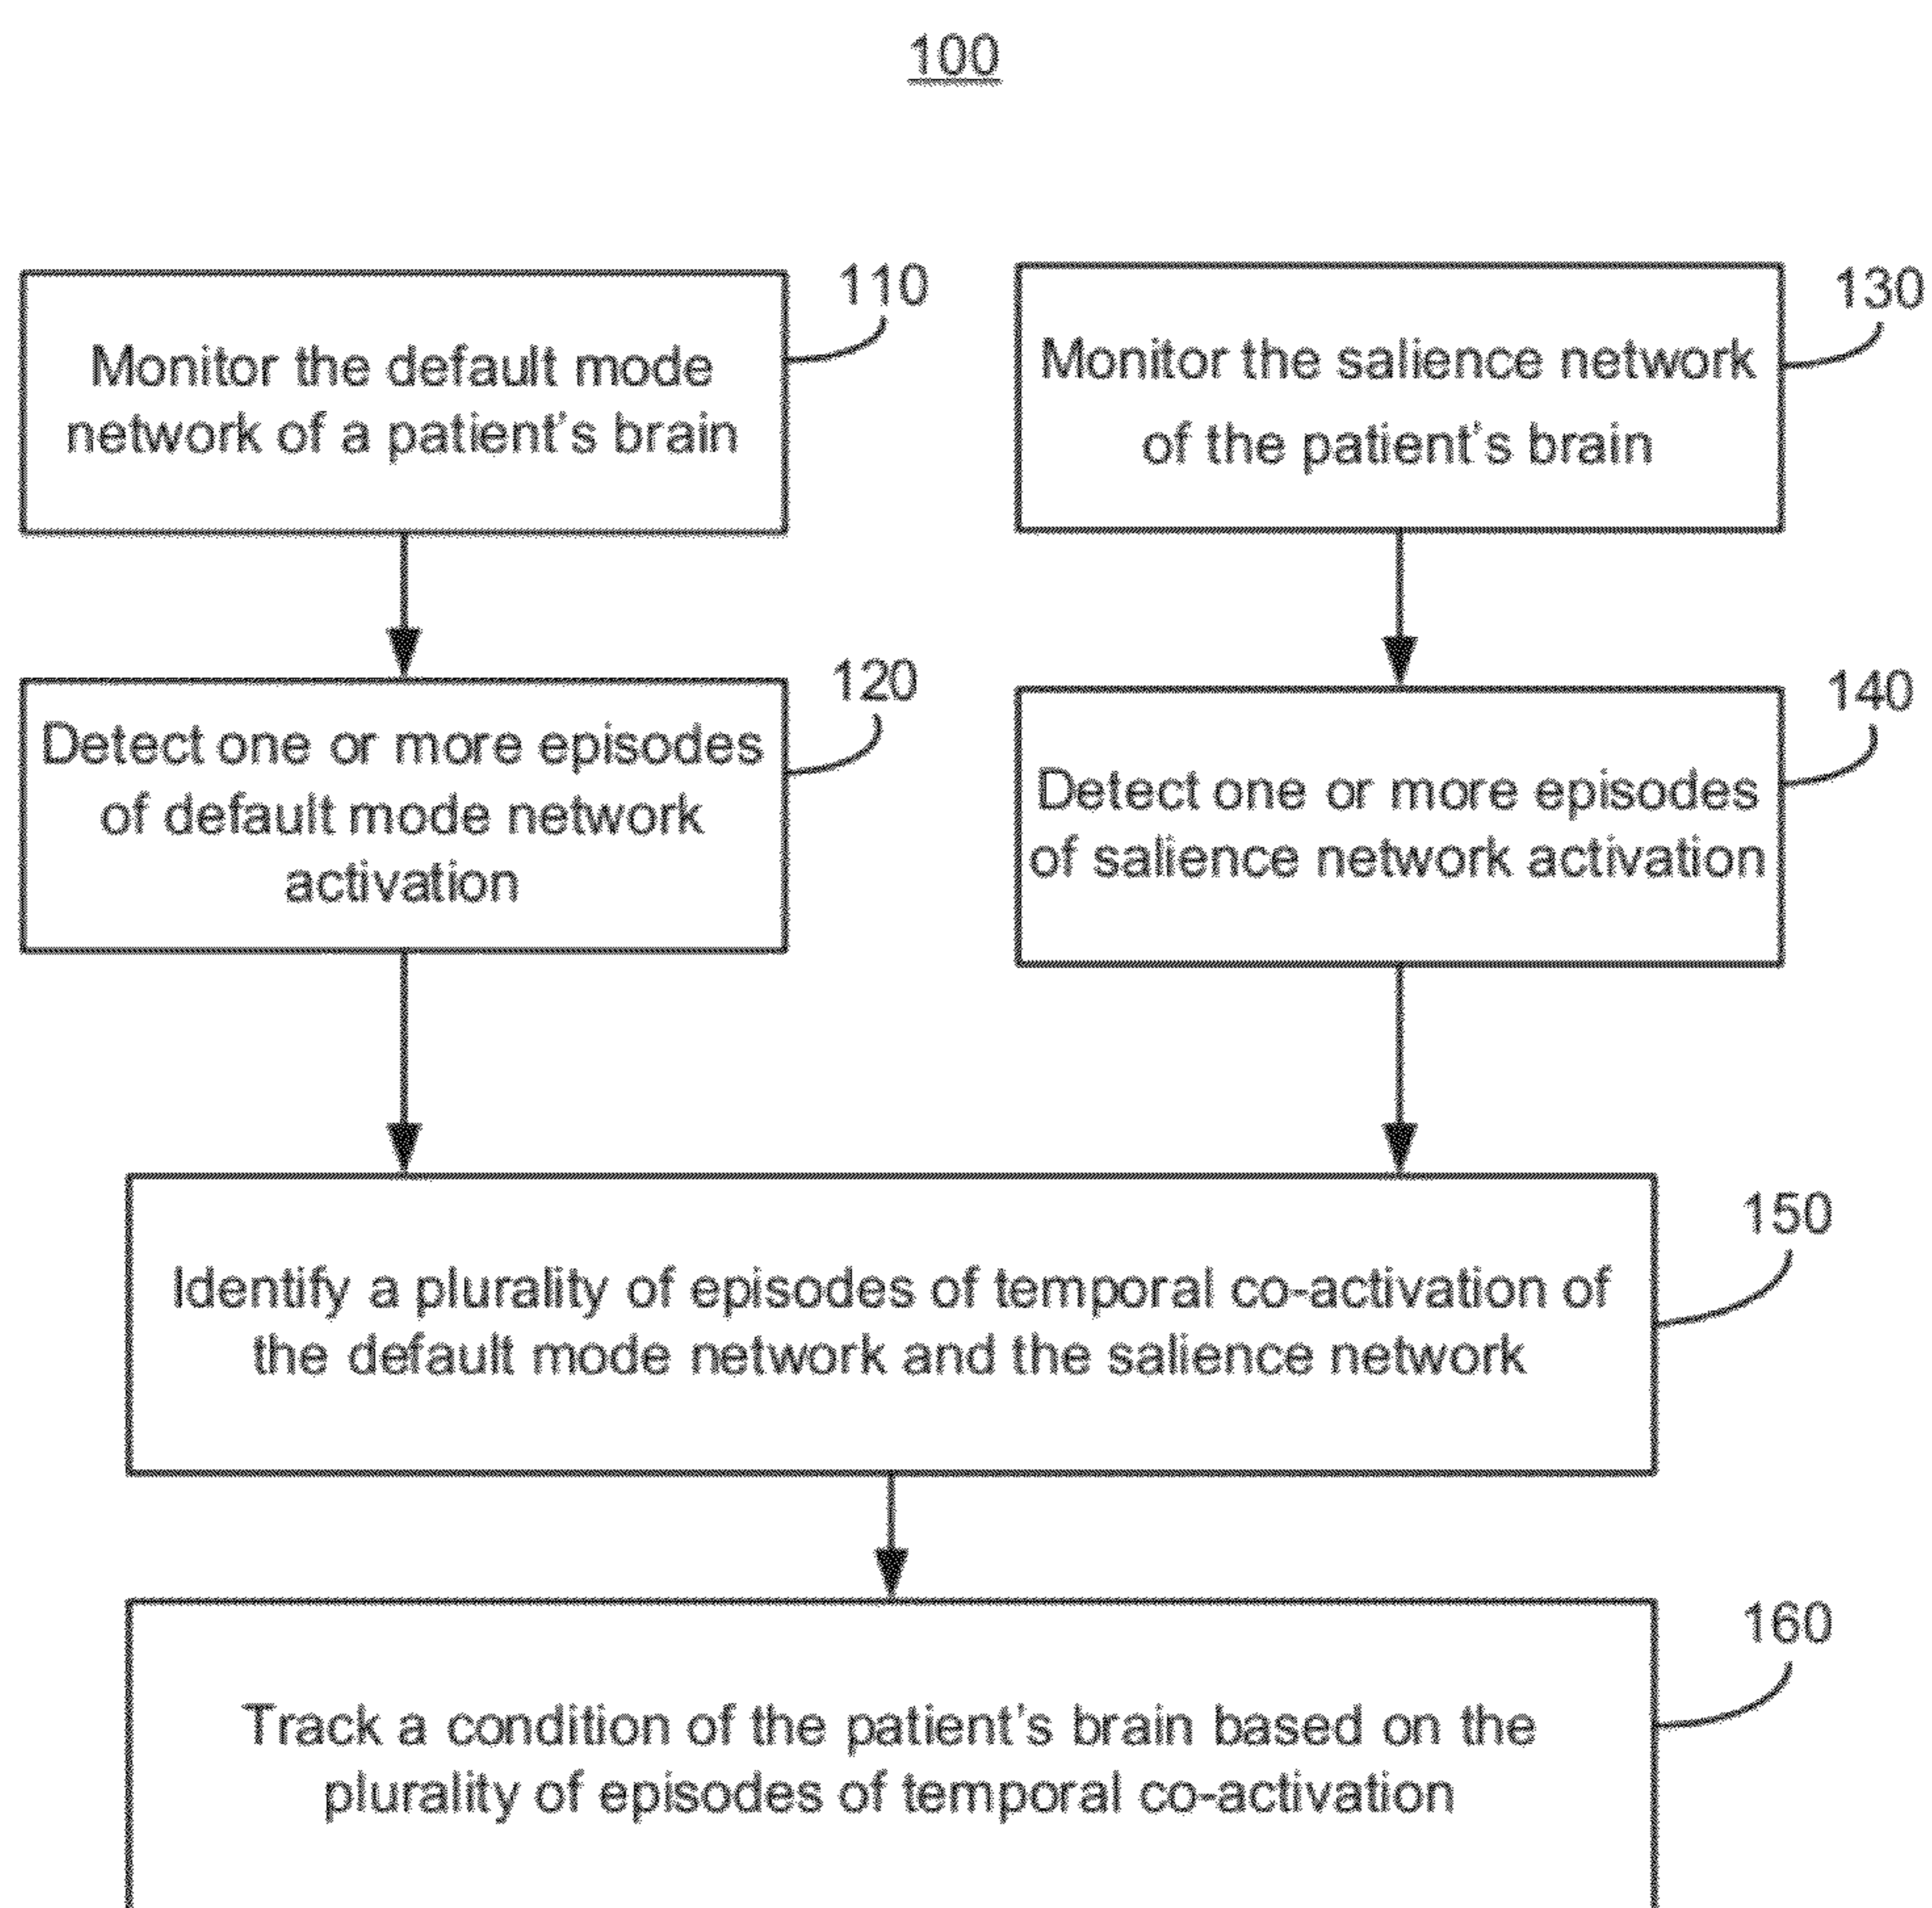 100
110
Monitor the default mode
network of a patient's brain
130
Monitor the salience network
of the patient's brain
120
Detect one or more episodes
of default mode network
activation
140
Detect one or more episodes
of salience network activation
150
Identify a plurality of episodes of temporal co-activation of
the default mode network and the salience network
160
Track a condition of the patient's brain based on the
plurality of episodes of temporal co-activation